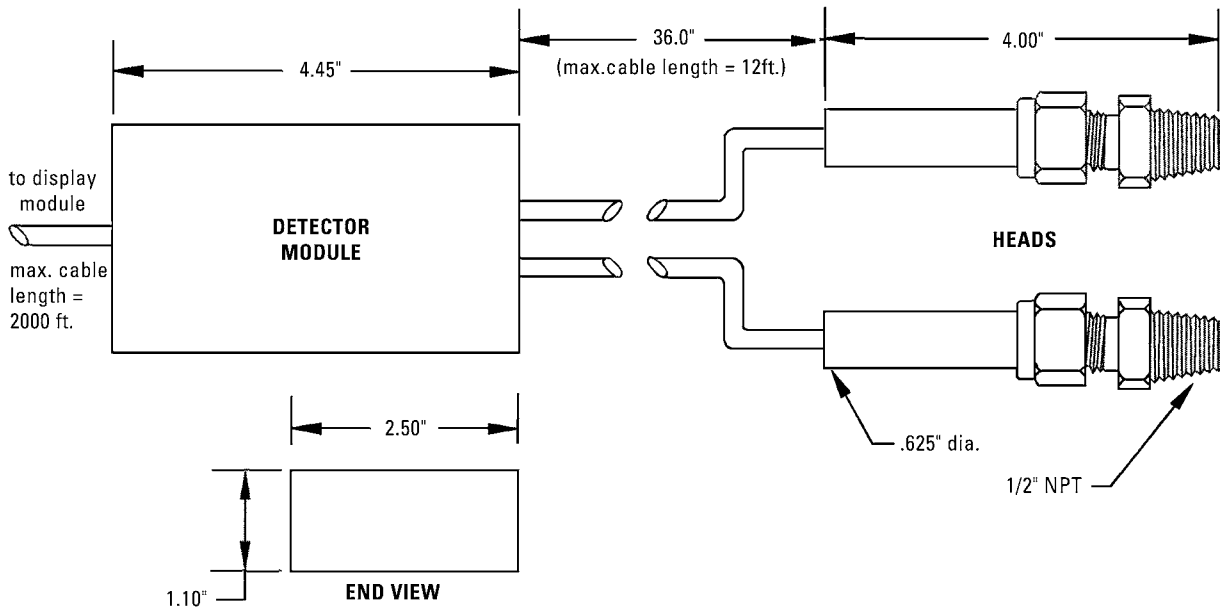 36.0"
4.00"
4.45"
(max.cable length = 12ft.)
to display
module
DETECTOR
MODULE
HEADS
max. cable
length =
2000 ft.
2.50"
.625" dia.
1/2" NPT
1.10"
END VIEW